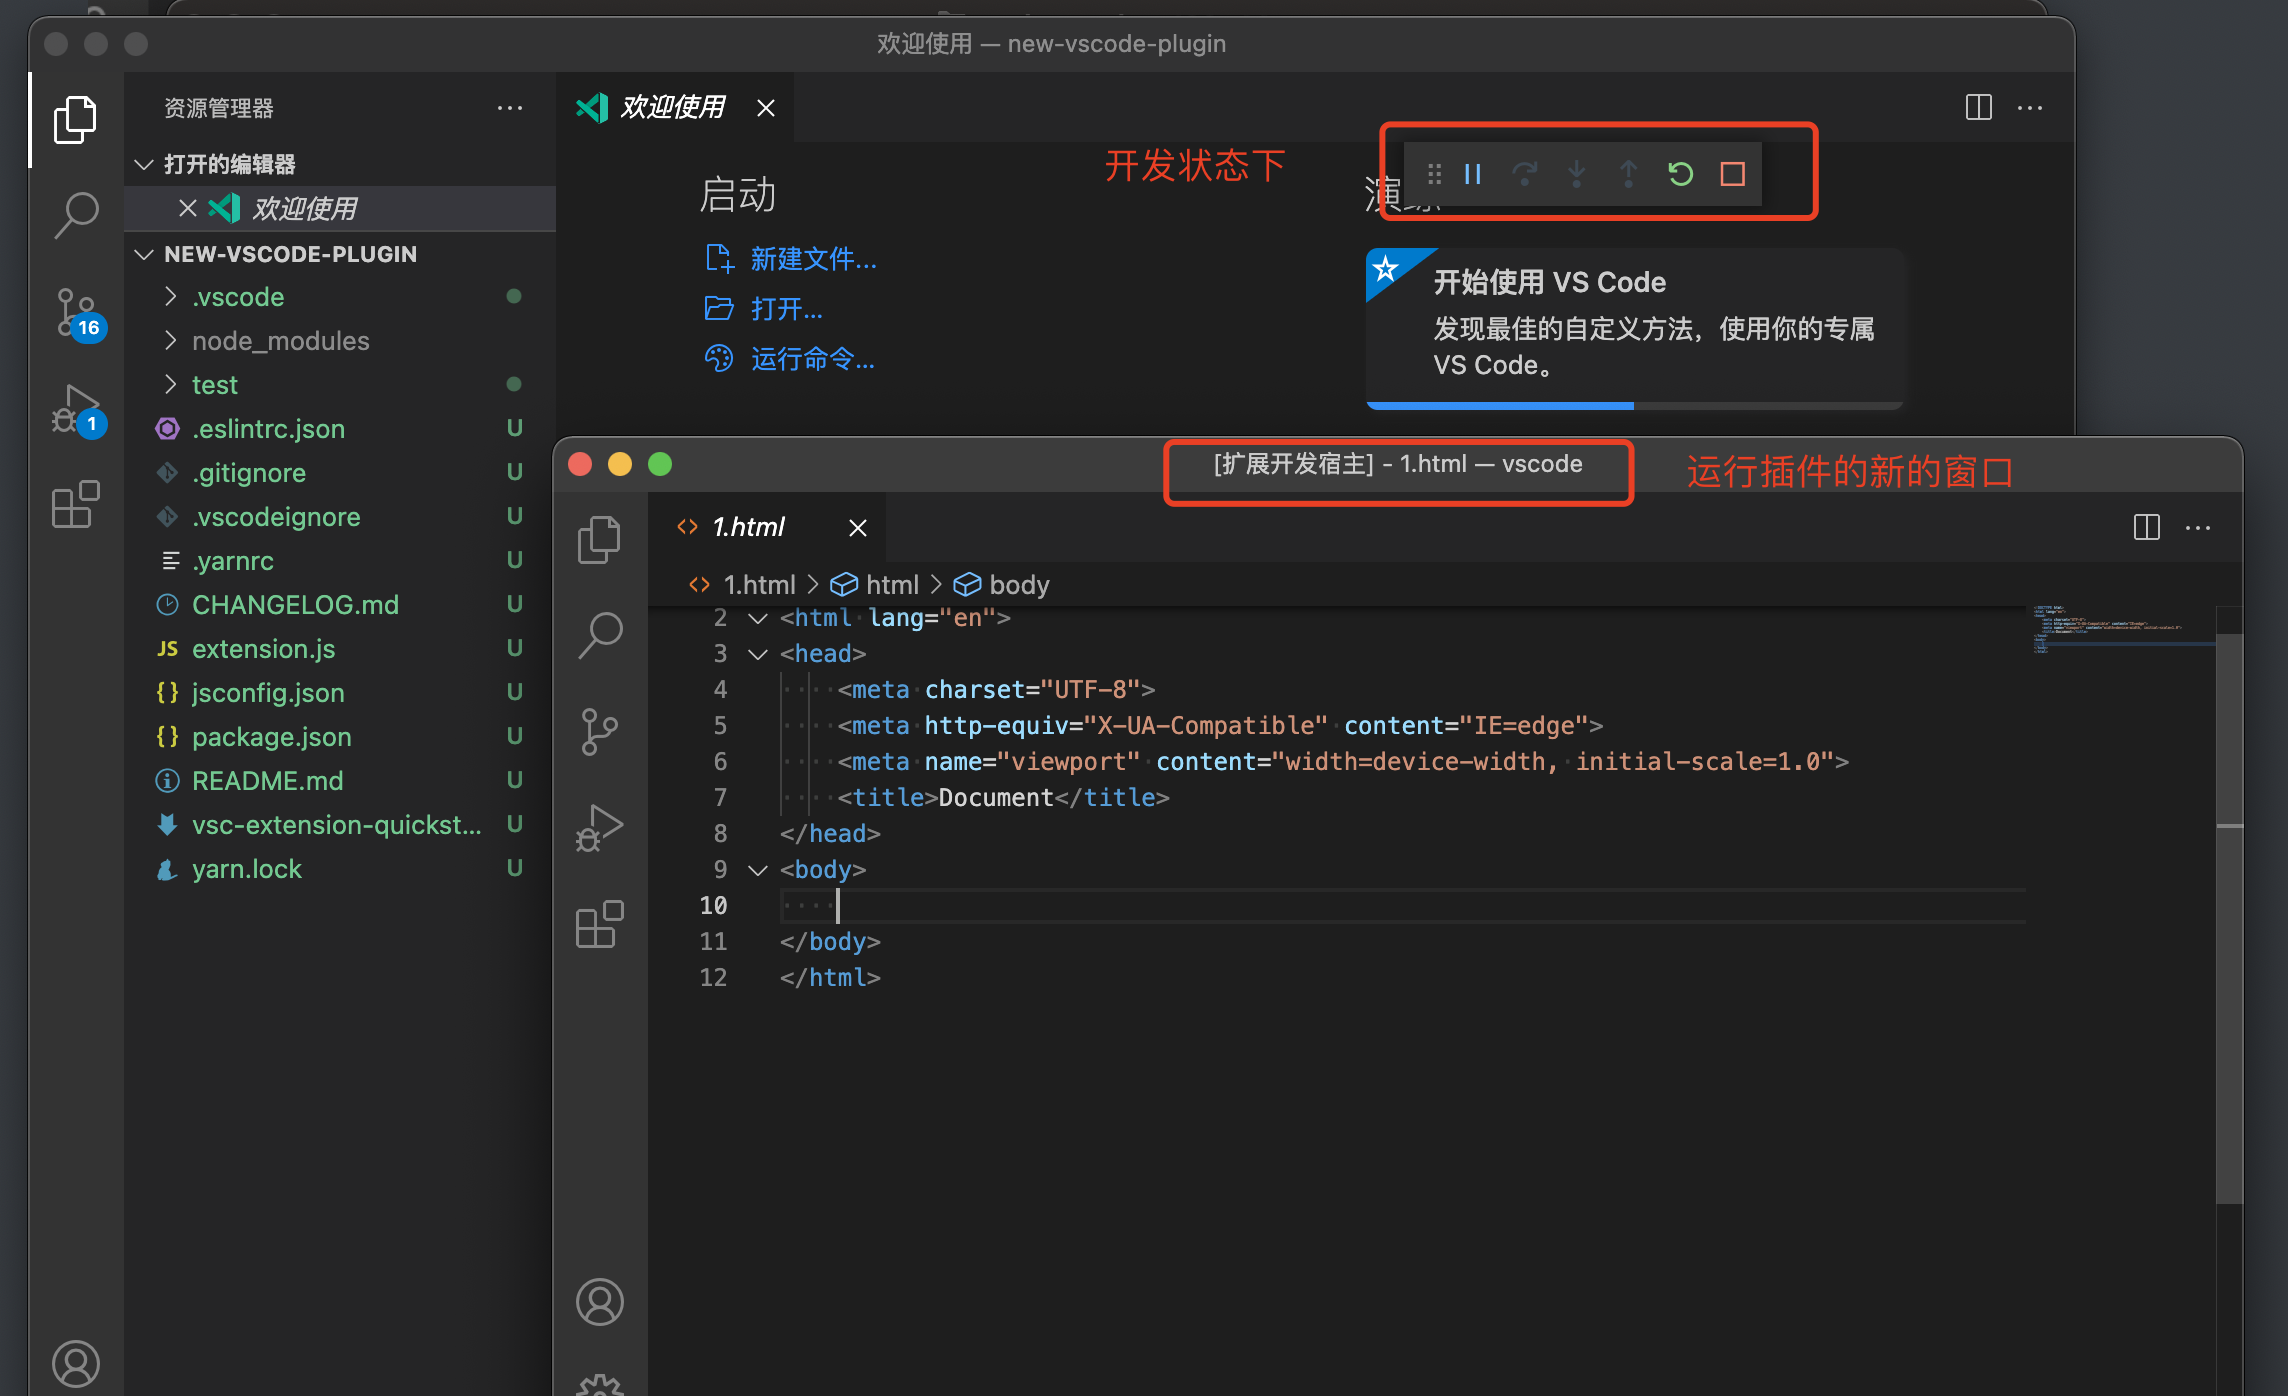 欢迎使用 — new-vscode-plugin
资源管理器
欢迎使用
打开的编辑器
欢迎使用
NEW-VSCODE-PLUGIN
.vscode
node_modules
test
.eslintrc.json U
.gitignore U
.vscodeignore U
.yarnrc U
CHANGELOG.md U
JS extension.js U
{} jsconfig.json U
{} package.json U
README.md U
vsc-extension-quickst... U
yarn.lock U
16
1
开发状态下
启动
新建文件...
打开...
运行命令...
开始使用 VS Code
发现最佳的自定义方法，使用你的专属
VS Code。
[扩展开发宿主] - 1.html — vscode
运行插件的新的窗口
1.html
1.html > html > body
2 <html lang="en">
3 <head>
4 <meta charset="UTF-8">
5 <meta http-equiv="X-UA-Compatible" content="IE=edge">
6 <meta name="viewport" content="width=device-width, initial-scale=1.0">
7 <title>Document</title>
8 </head>
9 <body>
10
11 </body>
12 </html>